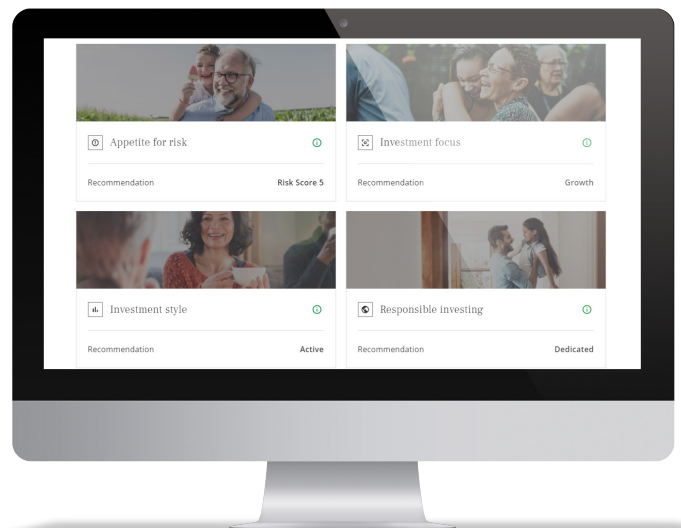 Appetite for risk
Recommendation Risk Score 5
Investment focus
Recommendation Growth
Investment style
Recommendation Active
Responsible investing
Recommendation Dedicated